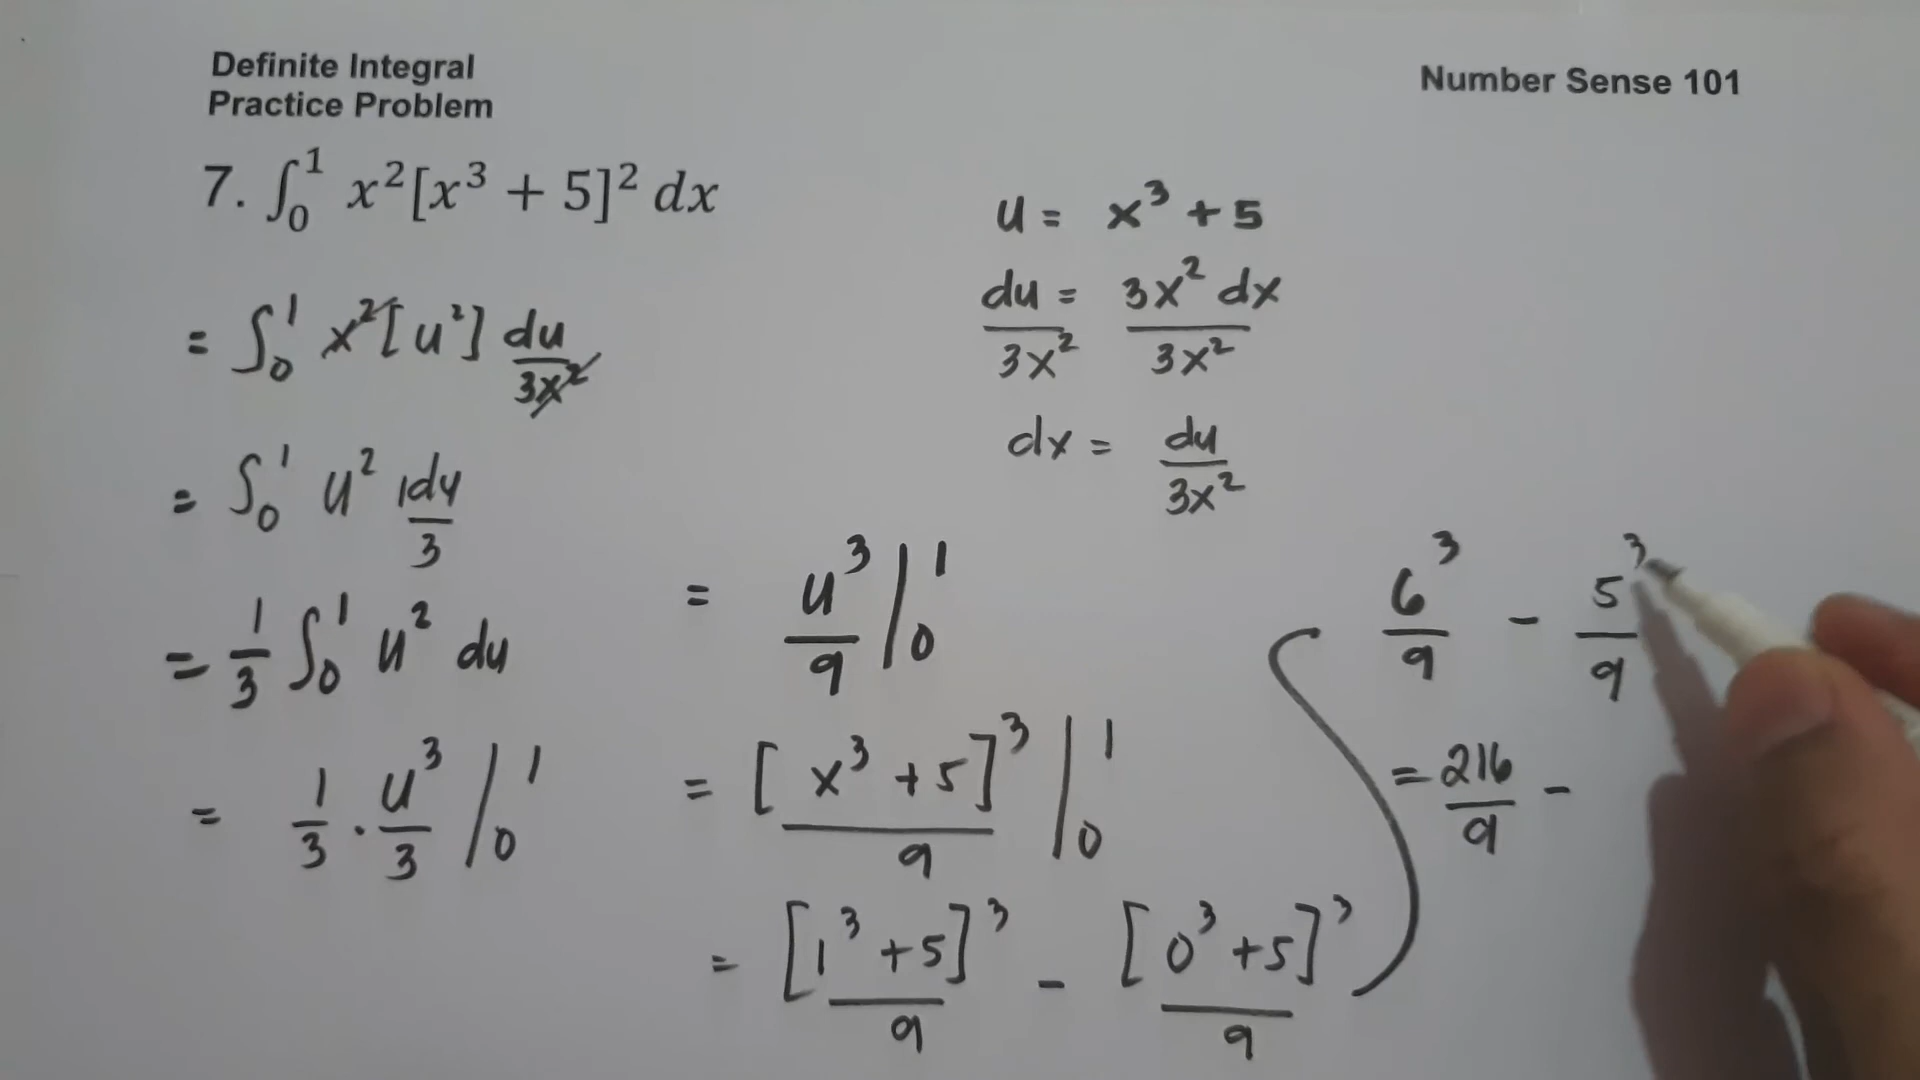 Definite Integral
Practice Problem
Number Sense 101
7. ∫₀¹ x²[x³ + 5]² dx
= ∫₀¹ x²[u²] du/3x²
= ∫₀¹ u² 1du/3
= 1/3 ∫₀¹ u² du
= 1/3 · u³/3 |₀¹
u = x³ + 5
du/3x² = 3x² dx/3x²
dx = du/3x²
= u³/9 |₀¹
= [x³ + 5]³/9 |₀¹
= [1³ + 5]³/9 - [0³ + 5]³/9
6³/9 - 5³/9
= 216/9 -